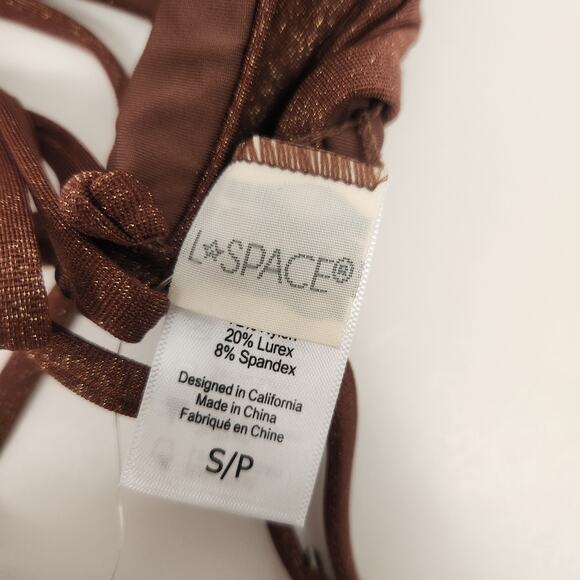 L☆SPACE®
20% Lurex
8% Spandex
Designed in California
Made in China
Fabriqué en Chine
S/P